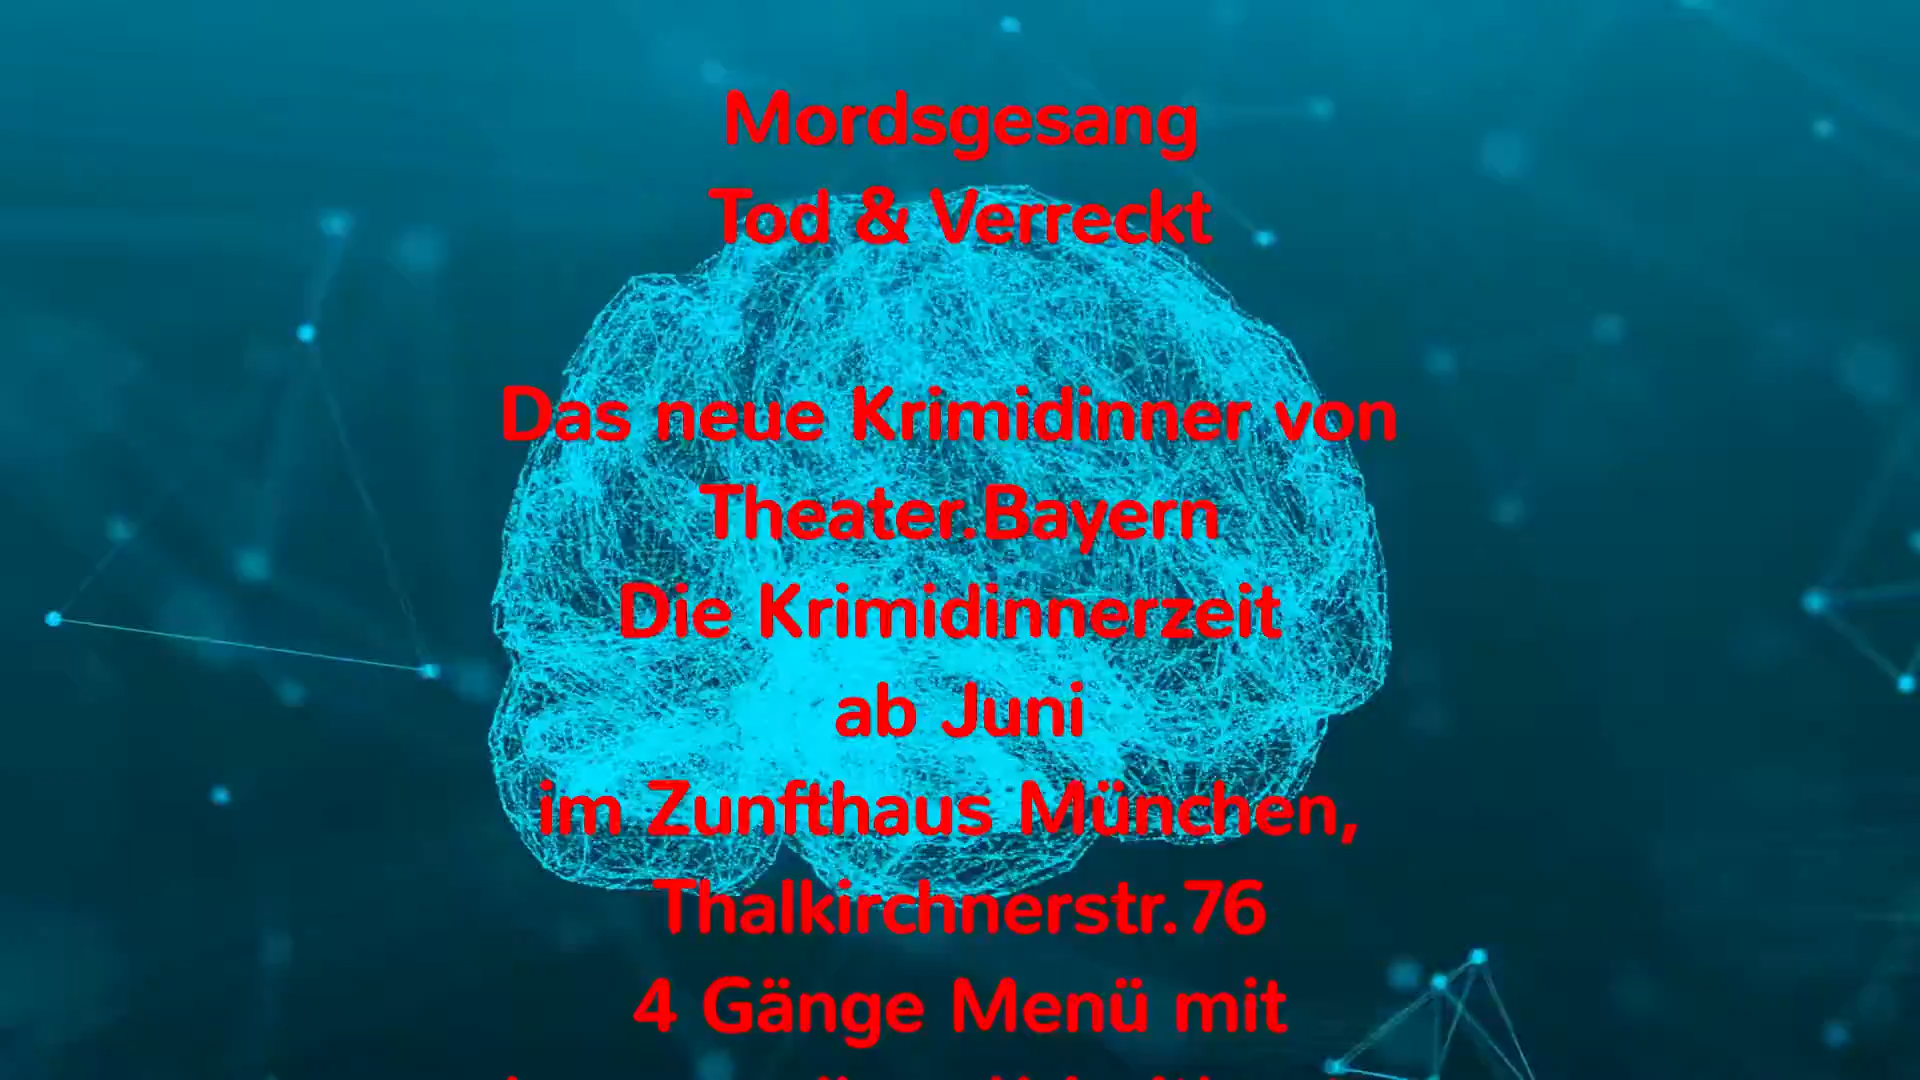 Mordsgesang
Tod & Verreckt
Das neue Krimidinner von
Theater.Bayern
Die Krimidinnerzeit
ab Juni
im Zunfthaus München,
Thalkirchnerstr.76
4 Gänge Menü mit